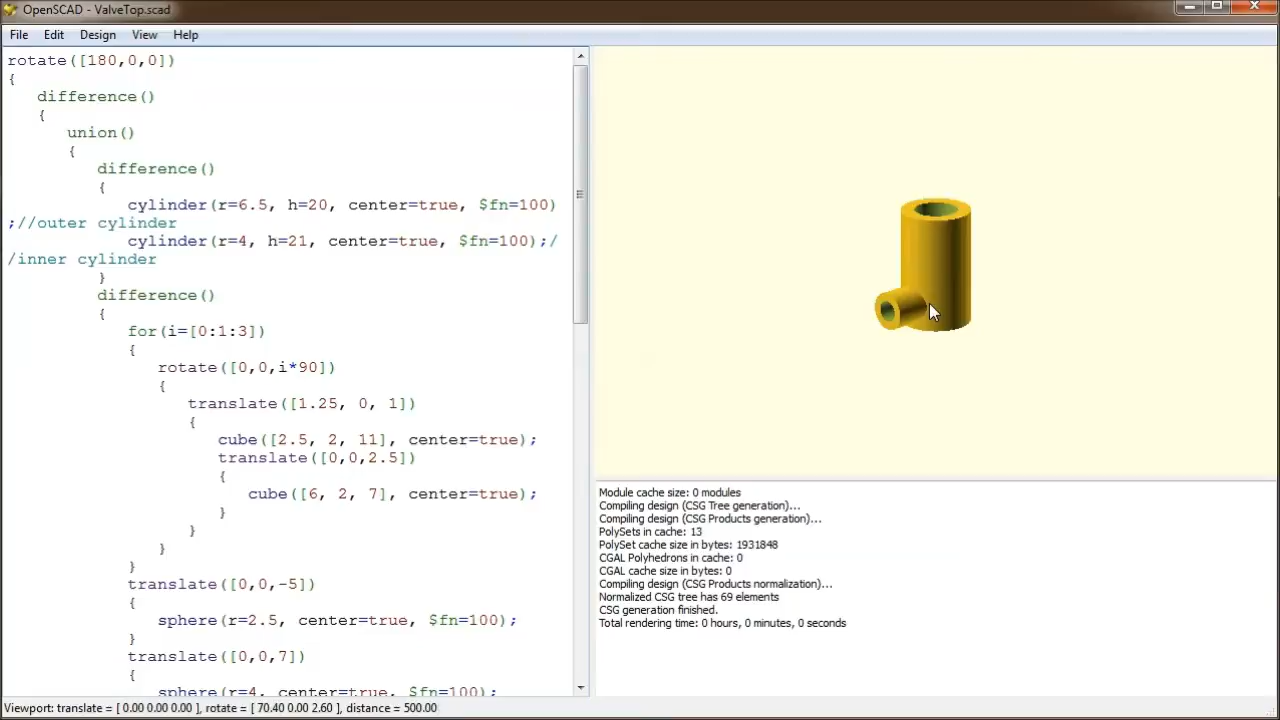 OpenSCAD - ValveTop.scad
File Edit Design View Help
rotate([180,0,0])
{
difference()
{
union()
{
difference()
{
cylinder(r=6.5, h=20, center=true, $fn=100)
;//outer cylinder
cylinder(r=4, h=21, center=true, $fn=100);/
/inner cylinder
}
difference()
{
for(i=[0:1:3])
{
rotate([0,0,i*90])
{
translate([1.25, 0, 1])
{
cube([2.5, 2, 11], center=true);
translate([0,0,2.5])
{
cube([6, 2, 7], center=true);
}
}
}
}
translate([0,0,-5])
{
sphere(r=2.5, center=true, $fn=100);
}
translate([0,0,7])
{
sphere(r=4, center=true, $fn=100);
Module cache size: 0 modules
Compiling design (CSG Tree generation)...
Compiling design (CSG Products generation)...
PolySets in cache: 13
PolySet cache size in bytes: 1931848
CGAL Polyhedrons in cache: 0
CGAL cache size in bytes: 0
Compiling design (CSG Products normalization)...
Normalized CSG tree has 69 elements
CSG generation finished.
Total rendering time: 0 hours, 0 minutes, 0 seconds
Viewport: translate = [ 0.00 0.00 0.00 ], rotate = [ 70.40 0.00 2.60 ], distance = 500.00